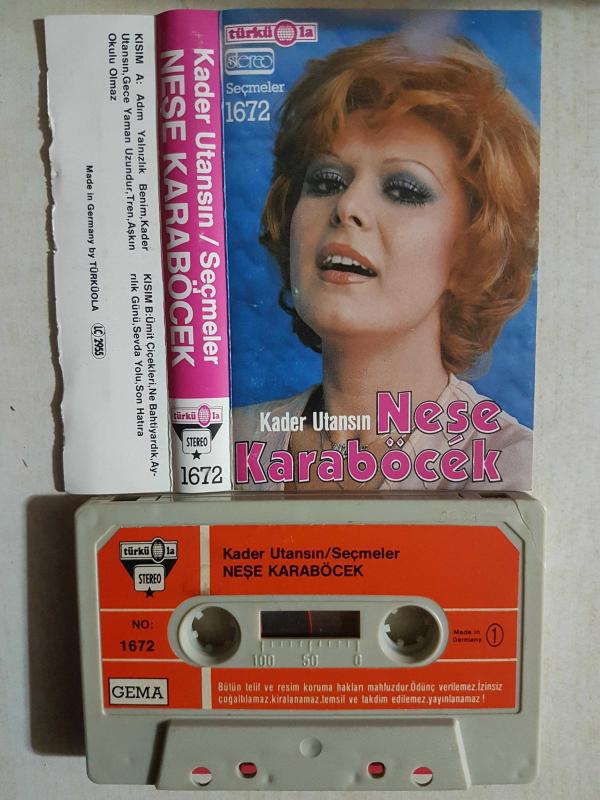 KISIM A: Adım Yalnızlık Benim,Kader
Utansın,Gece Yaman Uzundur,Tren,Aşkın
Okulu Olmaz
KISIM B:Ümit Çiçekleri,Ne Bahtiyardık,Ay-
rılık Günü,Sevda Yolu,Son Hatıra
Made in Germany by TÜRKÜOLA
LC 2955
Kader Utansın/Seçmeler
NEŞE KARABÖCEK
türkü la
STEREO
1672
türkü la
stereo
Seçmeler
1672
Kader Utansın Neşe
Karaböcek
türkü la
STEREO
Kader Utansın/Seçmeler
NEŞE KARABÖCEK
NO:
1672
100 50 0
Made in
Germany
1
GEMA
Bütün telif ve resim koruma hakları mahfuzdur.Ödünç verilemez.İzinsiz
çoğaltılamaz,kiralanamaz,temsil ve takdim edilemez,yayınlanamaz!